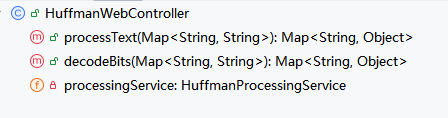 HuffmanWebController
processText(Map<String, String>): Map<String, Object>
decodeBits(Map<String, String>): Map<String, Object>
processingService: HuffmanProcessingService